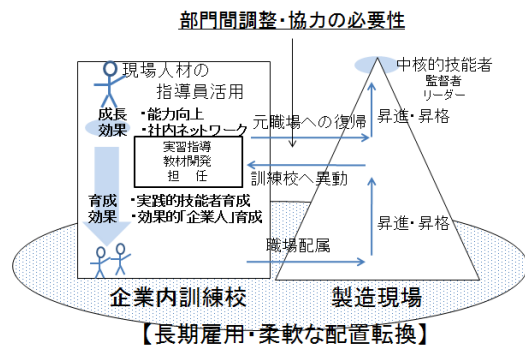 部門間調整・協力の必要性
現場人材の
指導員活用
成長 ・能力向上
効果 ・社内ネットワーク
実習指導
教材開発
担　任
育成 ・実践的技能者育成
効果 ・効果的「企業人」育成
企業内訓練校
元職場への復帰
訓練校へ異動
職場配属
中核的技能者
監督者
リーダー
昇進・昇格
昇進・昇格
製造現場
【長期雇用・柔軟な配置転換】